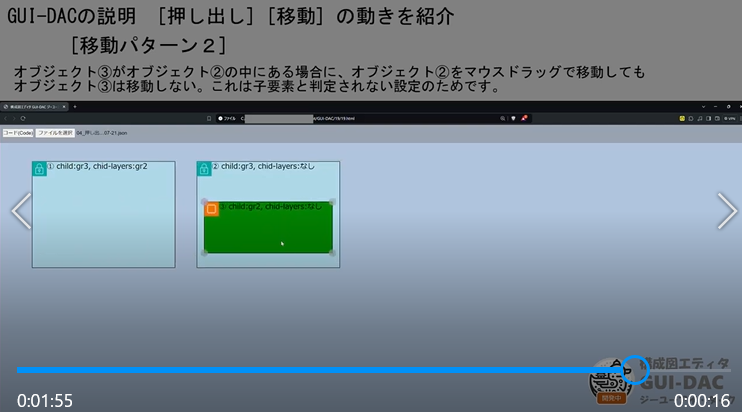 GUI-DACの説明 ［押し出し］［移動］の動きを紹介
［移動パターン２］
オブジェクト③がオブジェクト②の中にある場合に、オブジェクト②をマウスドラッグで移動しても
オブジェクト③は移動しない。これは子要素と判定されない設定のためです。
ファイル
/GUI-DAC/19/19.html
コード(Code) ファイルを選択 04_押し出...07-21.json
① child:gr3, chid-layers:gr2
② child:gr3, chid-layers:なし
child:gr2, chid-layers:なし
構成図エディタ
GUI-DAC
開発中
0:01:55
0:00:16